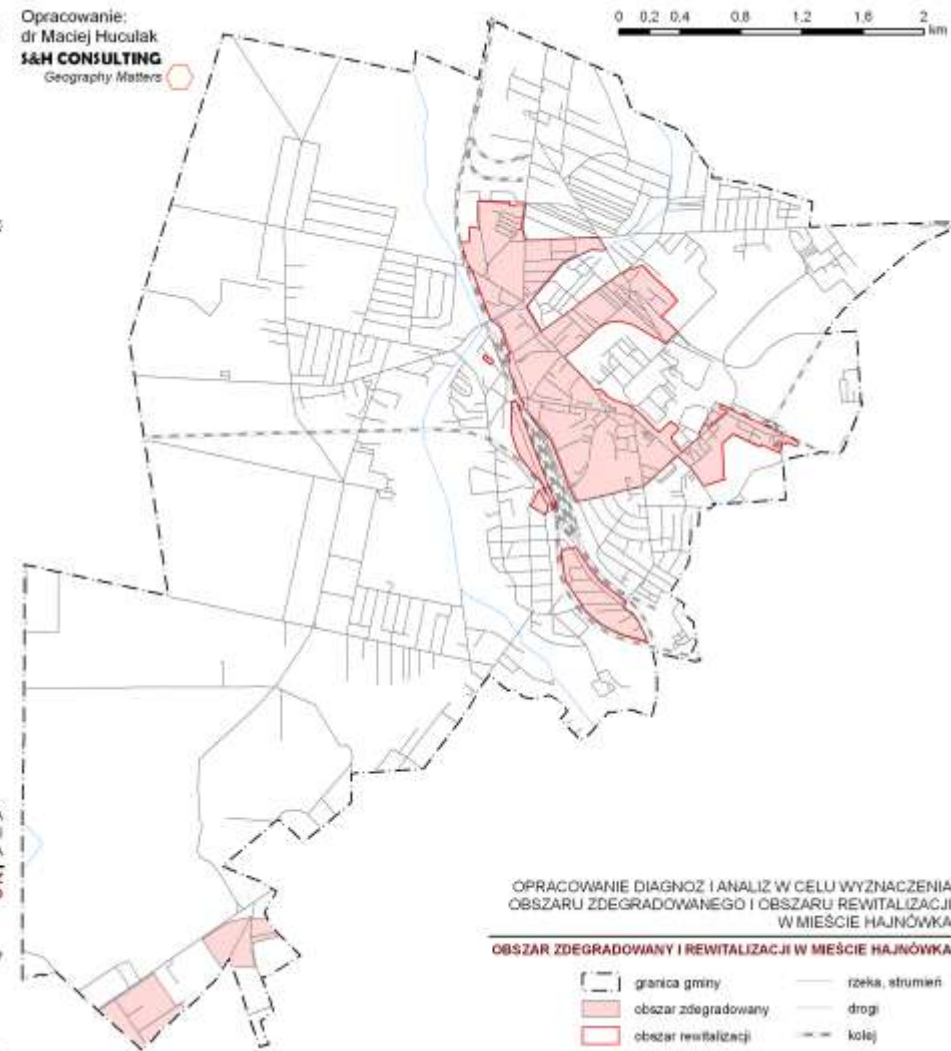 Opracowanie:
dr Maciej Huculak
S&H CONSULTING
Geography Matters
0 0,2 0,4 0,8 1,2 1,6 2
km
OPRACOWANIE DIAGNOZ I ANALIZ W CELU WYZNACZENIA
OBSZARU ZDEGRADOWANEGO I OBSZARU REWITALIZACJI
W MIEŚCIE HAJNÓWKA
OBSZAR ZDEGRADOWANY I REWITALIZACJI W MIEŚCIE HAJNÓWKA
granica gminy
rzeka, strumień
obszar zdegradowany
drogi
obszar rewitalizacji
kolej